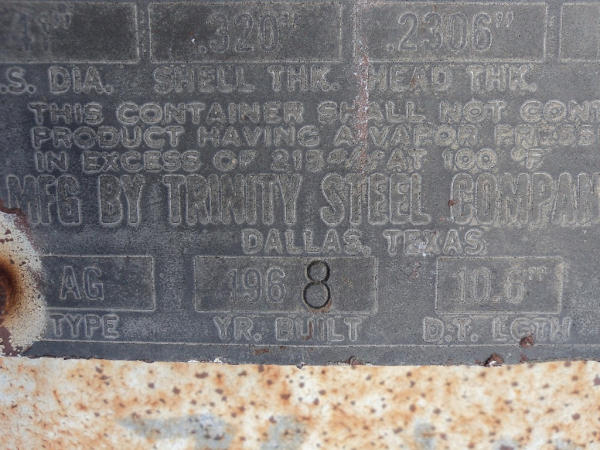 .320" .2306"
.S. DIA. SHELL THK. HEAD THK.
THIS CONTAINER SHALL NOT CONT
PRODUCT HAVING A VAPOR PRESS
IN EXCESS OF 215 AT 100 °F
MFG BY TRINITY STEEL COMPAN
DALLAS, TEXAS
AG 1968 10.6"
TYPE YR. BUILT D.T. LGTH